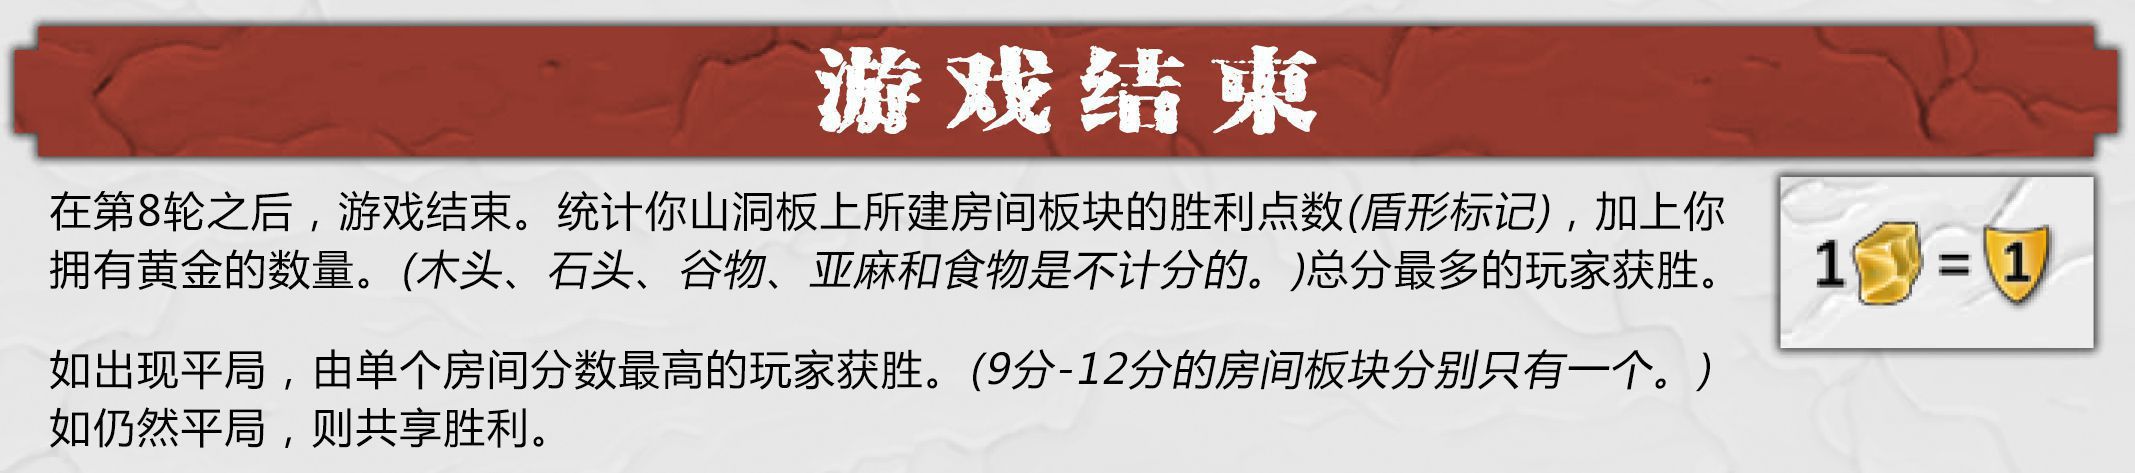 游戏结束
在第8轮之后，游戏结束。统计你山洞板上所建房间板块的胜利点数(盾形标记)，加上你
拥有黄金的数量。(木头、石头、谷物、亚麻和食物是不计分的。)总分最多的玩家获胜。
1 = 1
如出现平局，由单个房间分数最高的玩家获胜。(9分-12分的房间板块分别只有一个。)
如仍然平局，则共享胜利。